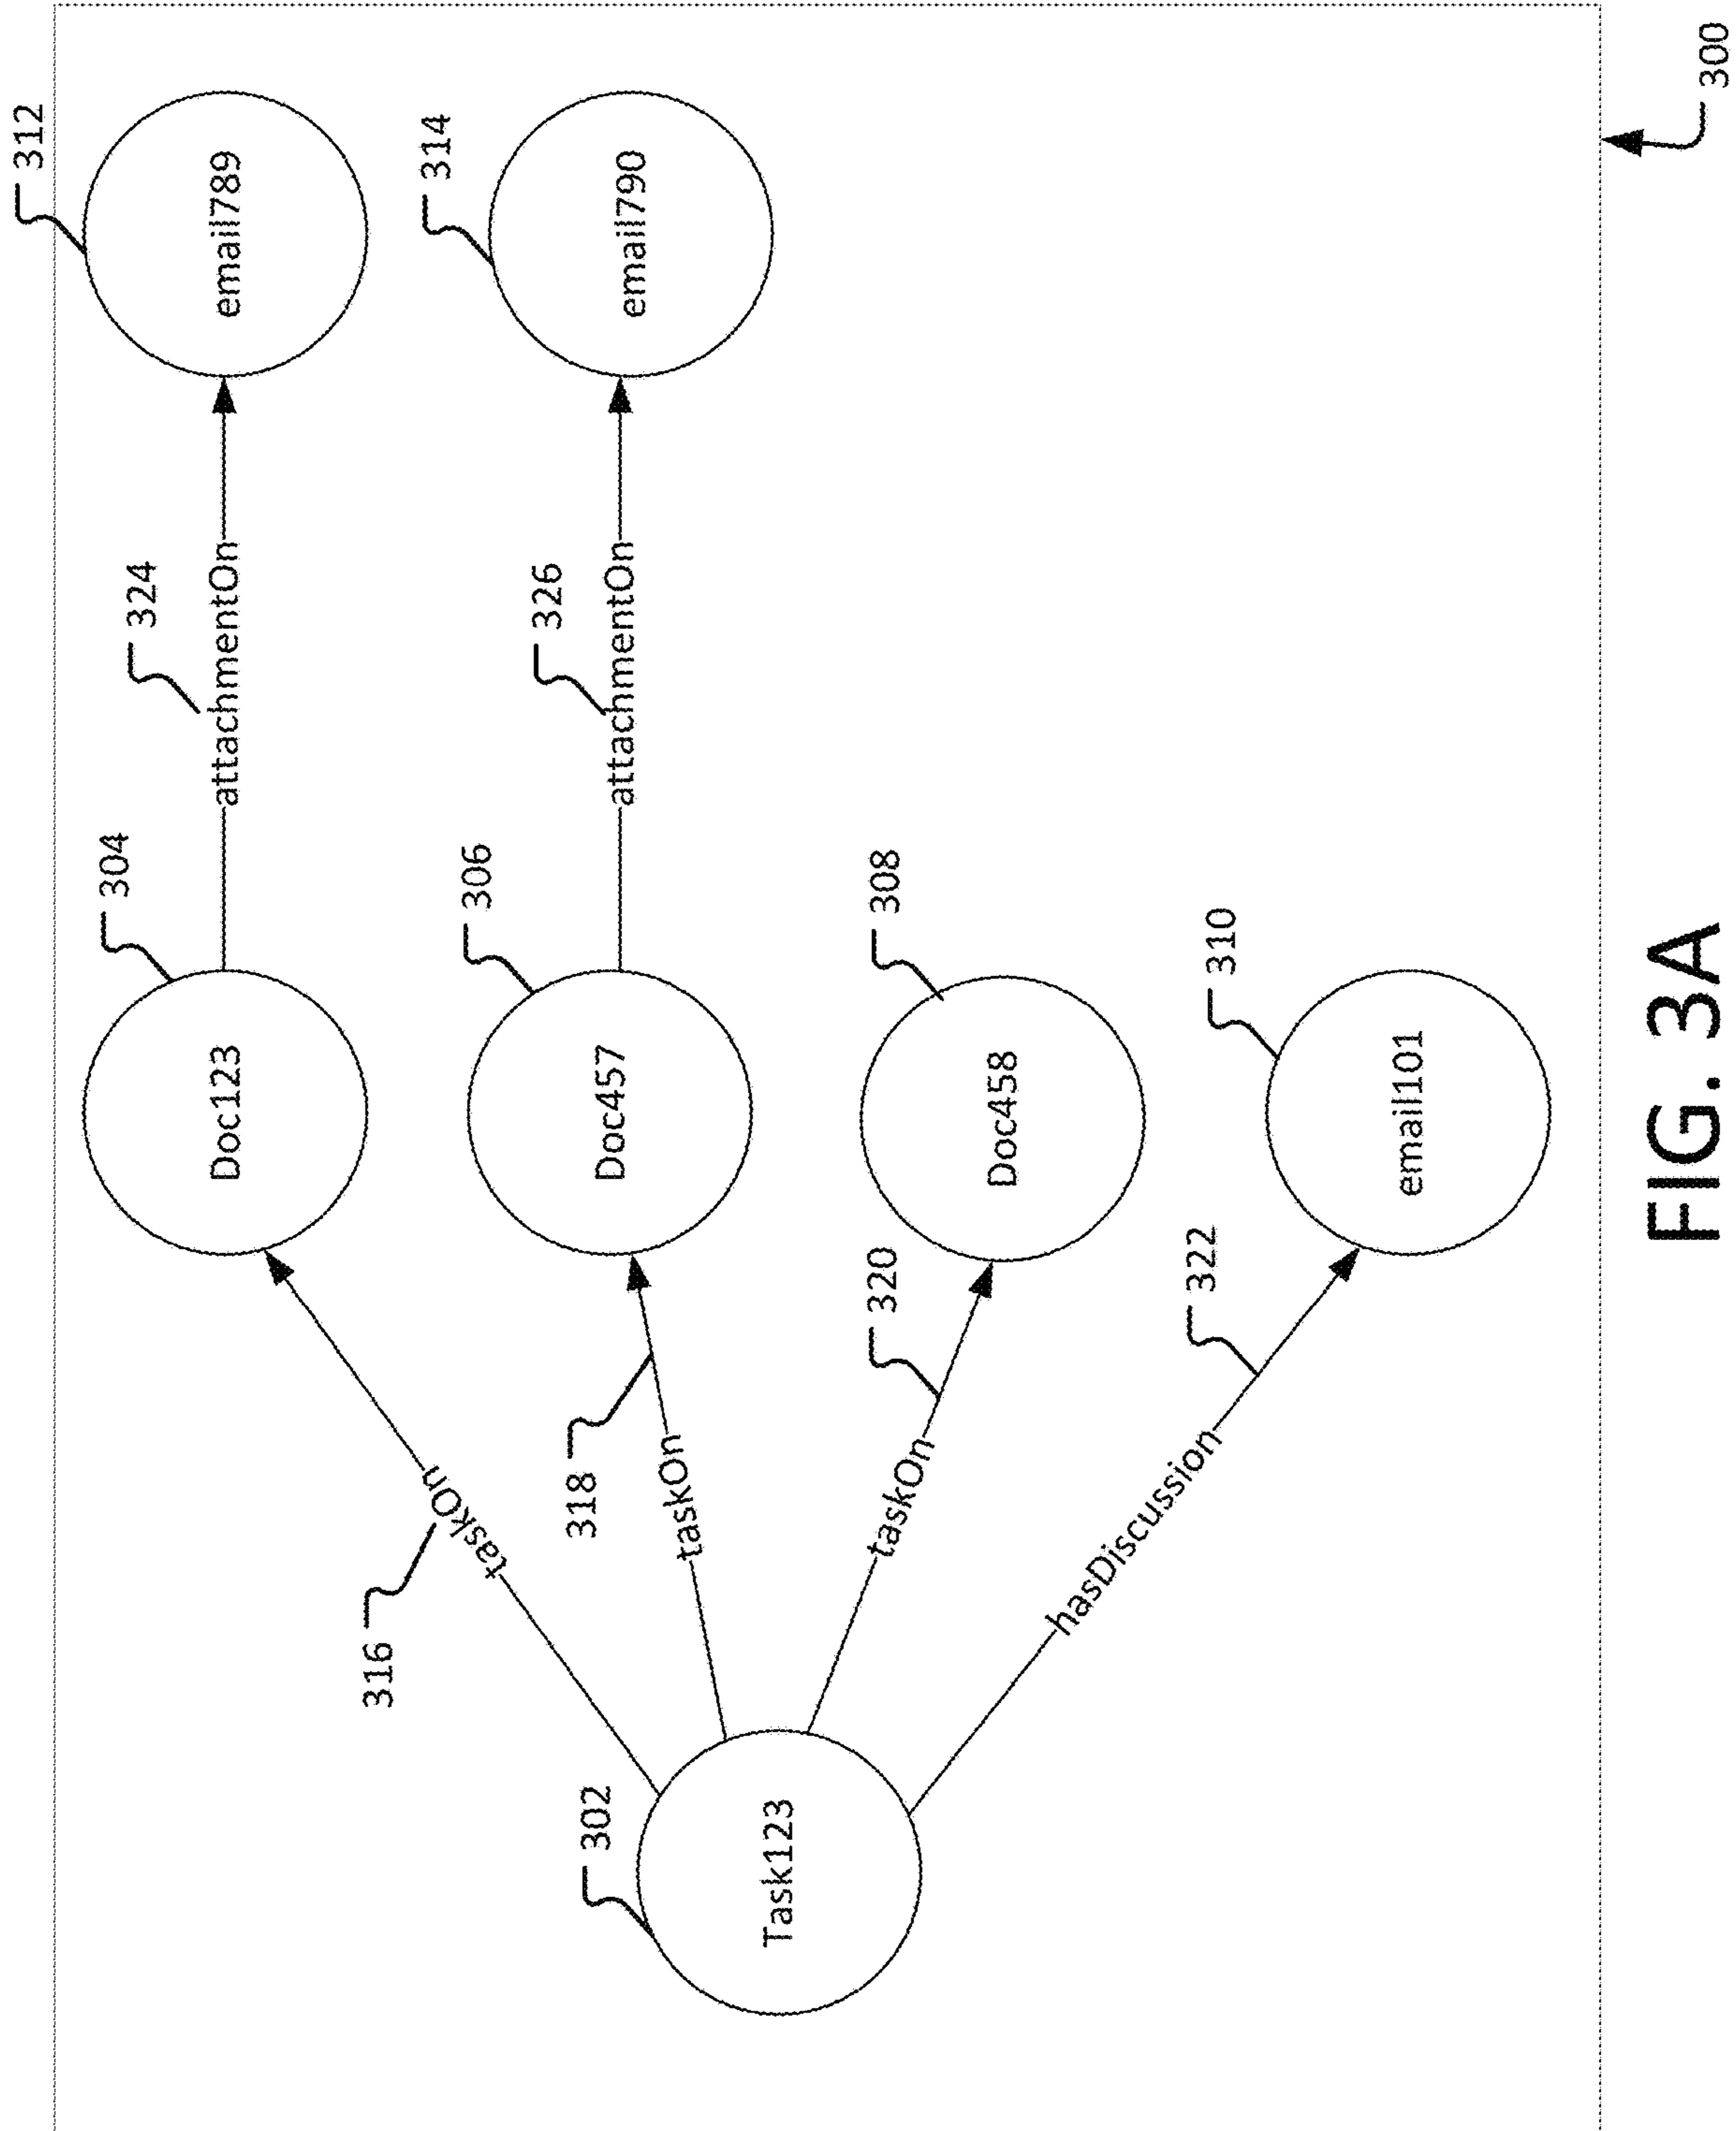 312
email789
324
attachmentOn
304
Doc123
316
taskOn
314
email790
326
attachmentOn
306
Doc457
318
taskOn
302
Task123
308
Doc458
320
taskOn
310
email101
322
hasDiscussion
300
FIG. 3A